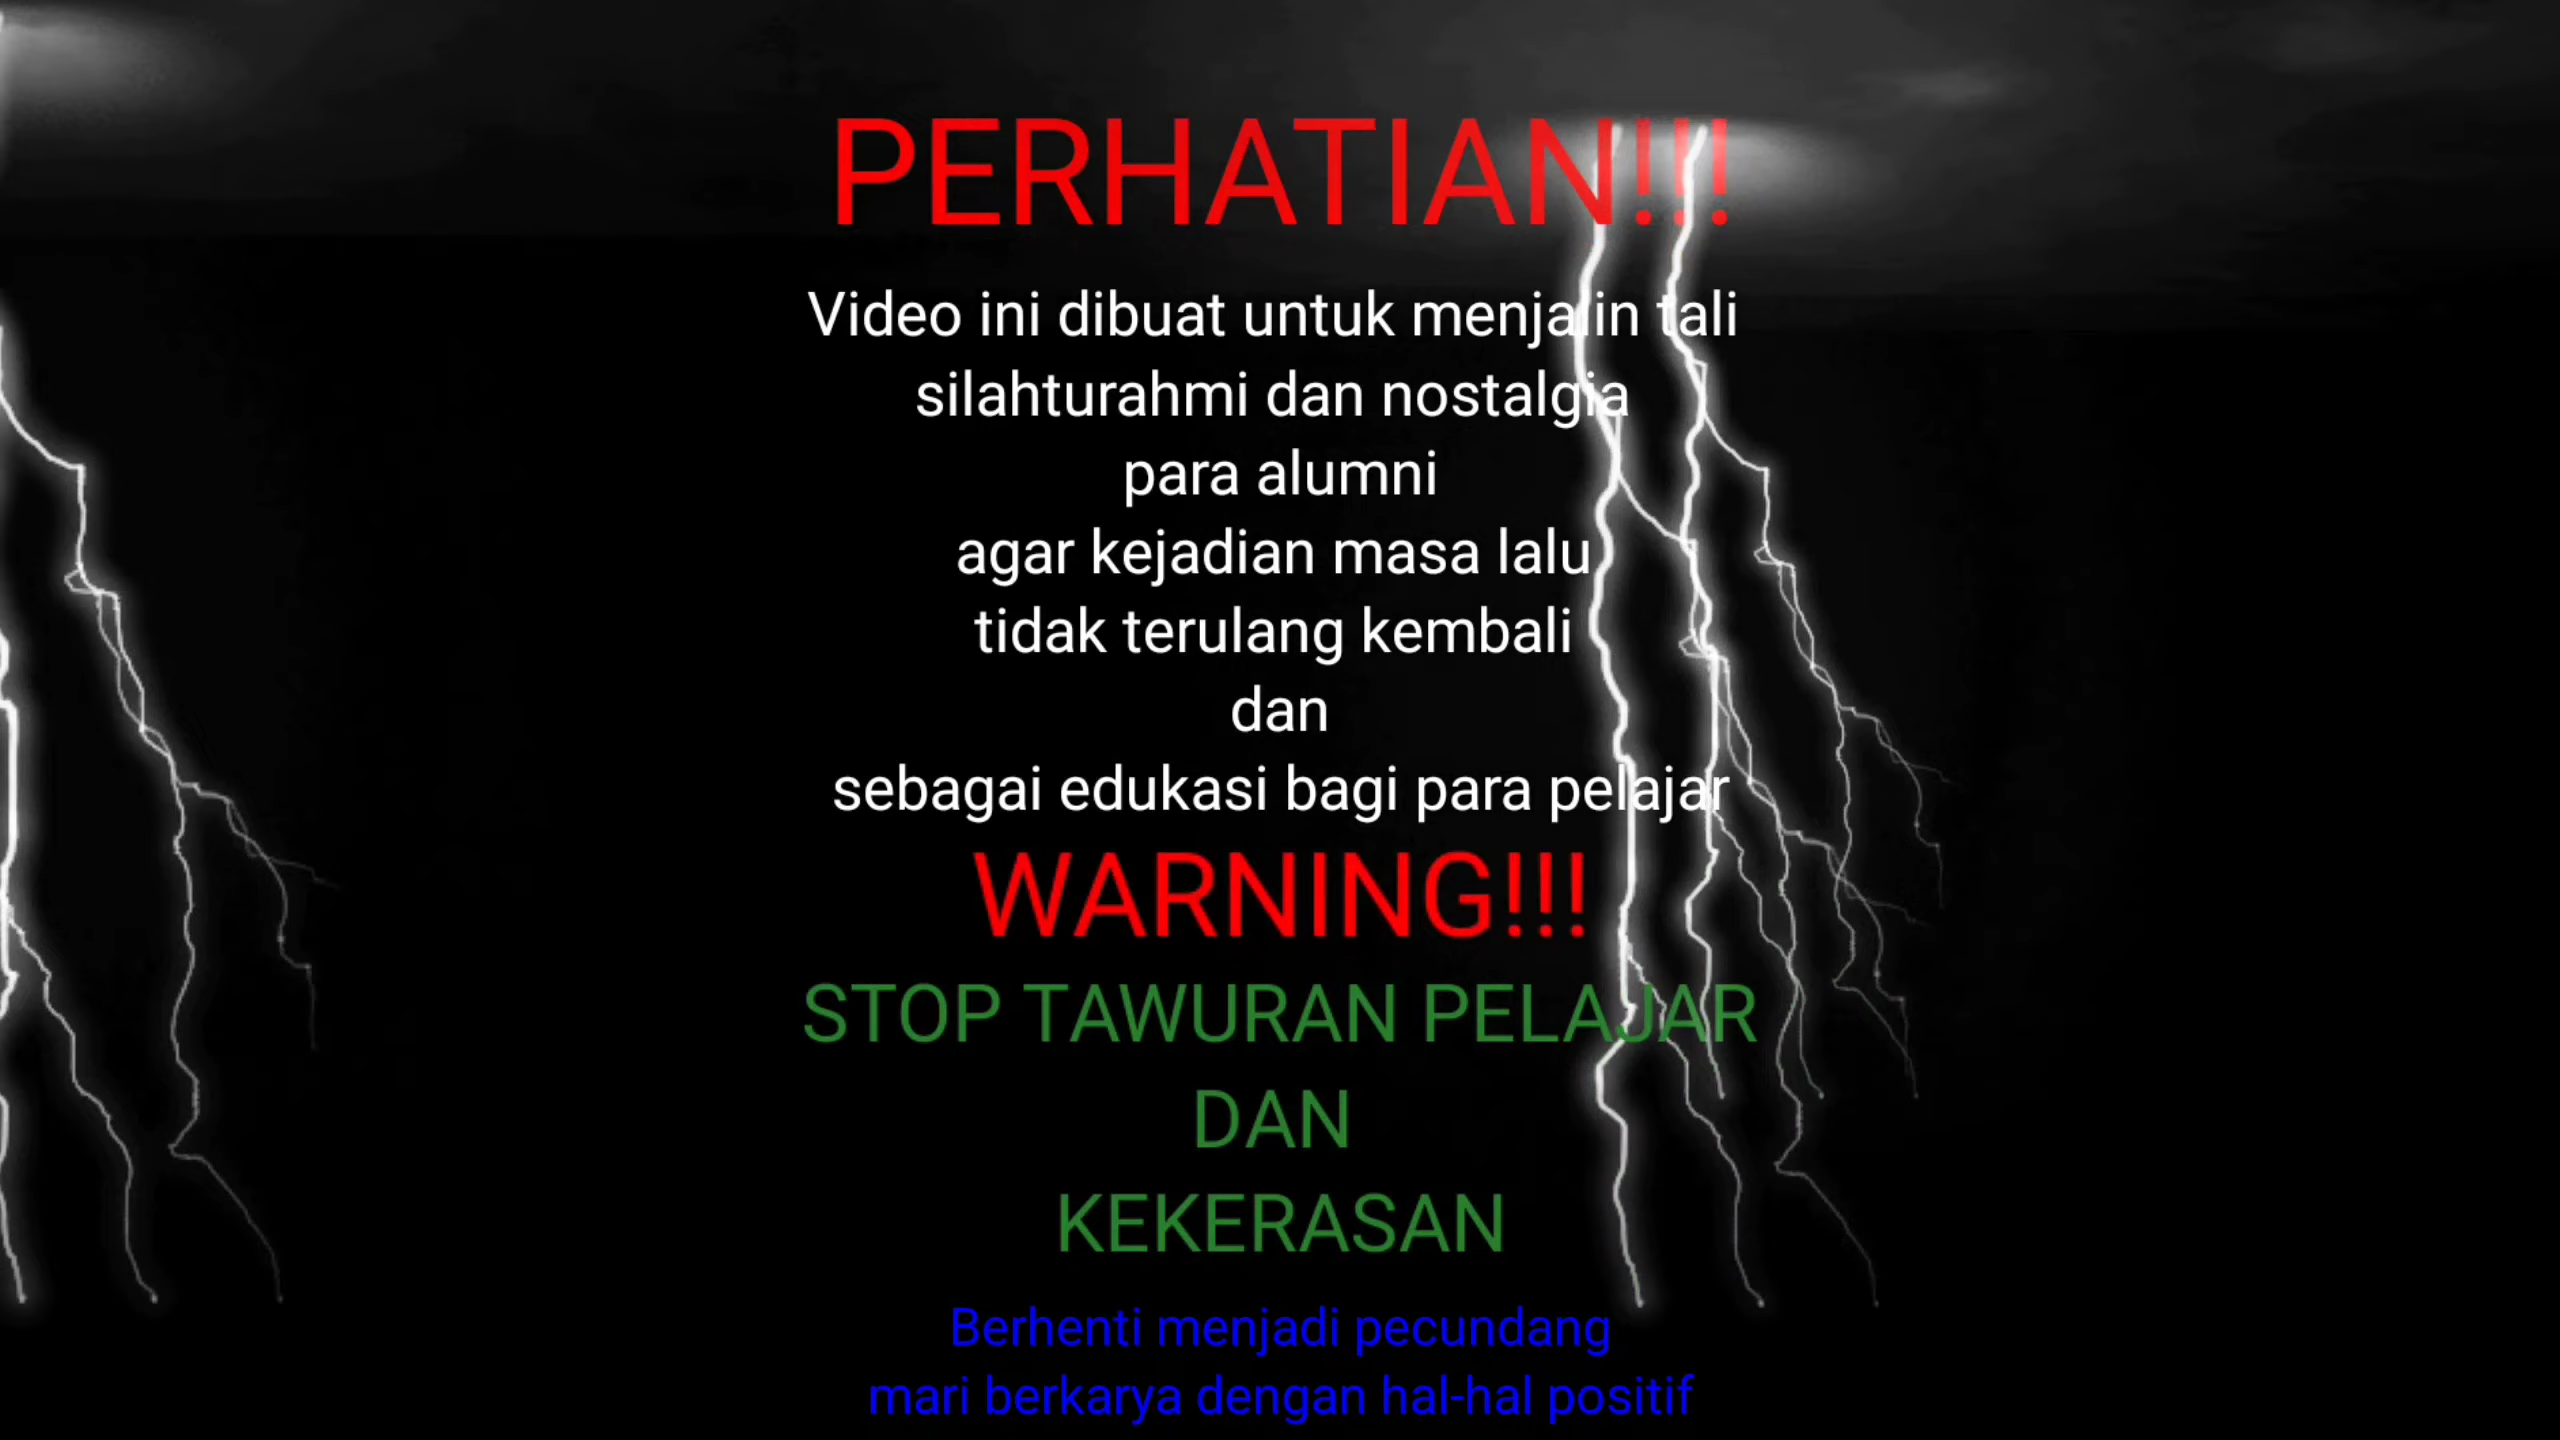 PERHATIAN!!!
Video ini dibuat untuk menjalin tali
silahturahmi dan nostalgia
para alumni
agar kejadian masa lalu
tidak terulang kembali
dan
sebagai edukasi bagi para pelajar
WARNING!!!
STOP TAWURAN PELAJAR
DAN
KEKERASAN
Berhenti menjadi pecundang
mari berkarya dengan hal-hal positif